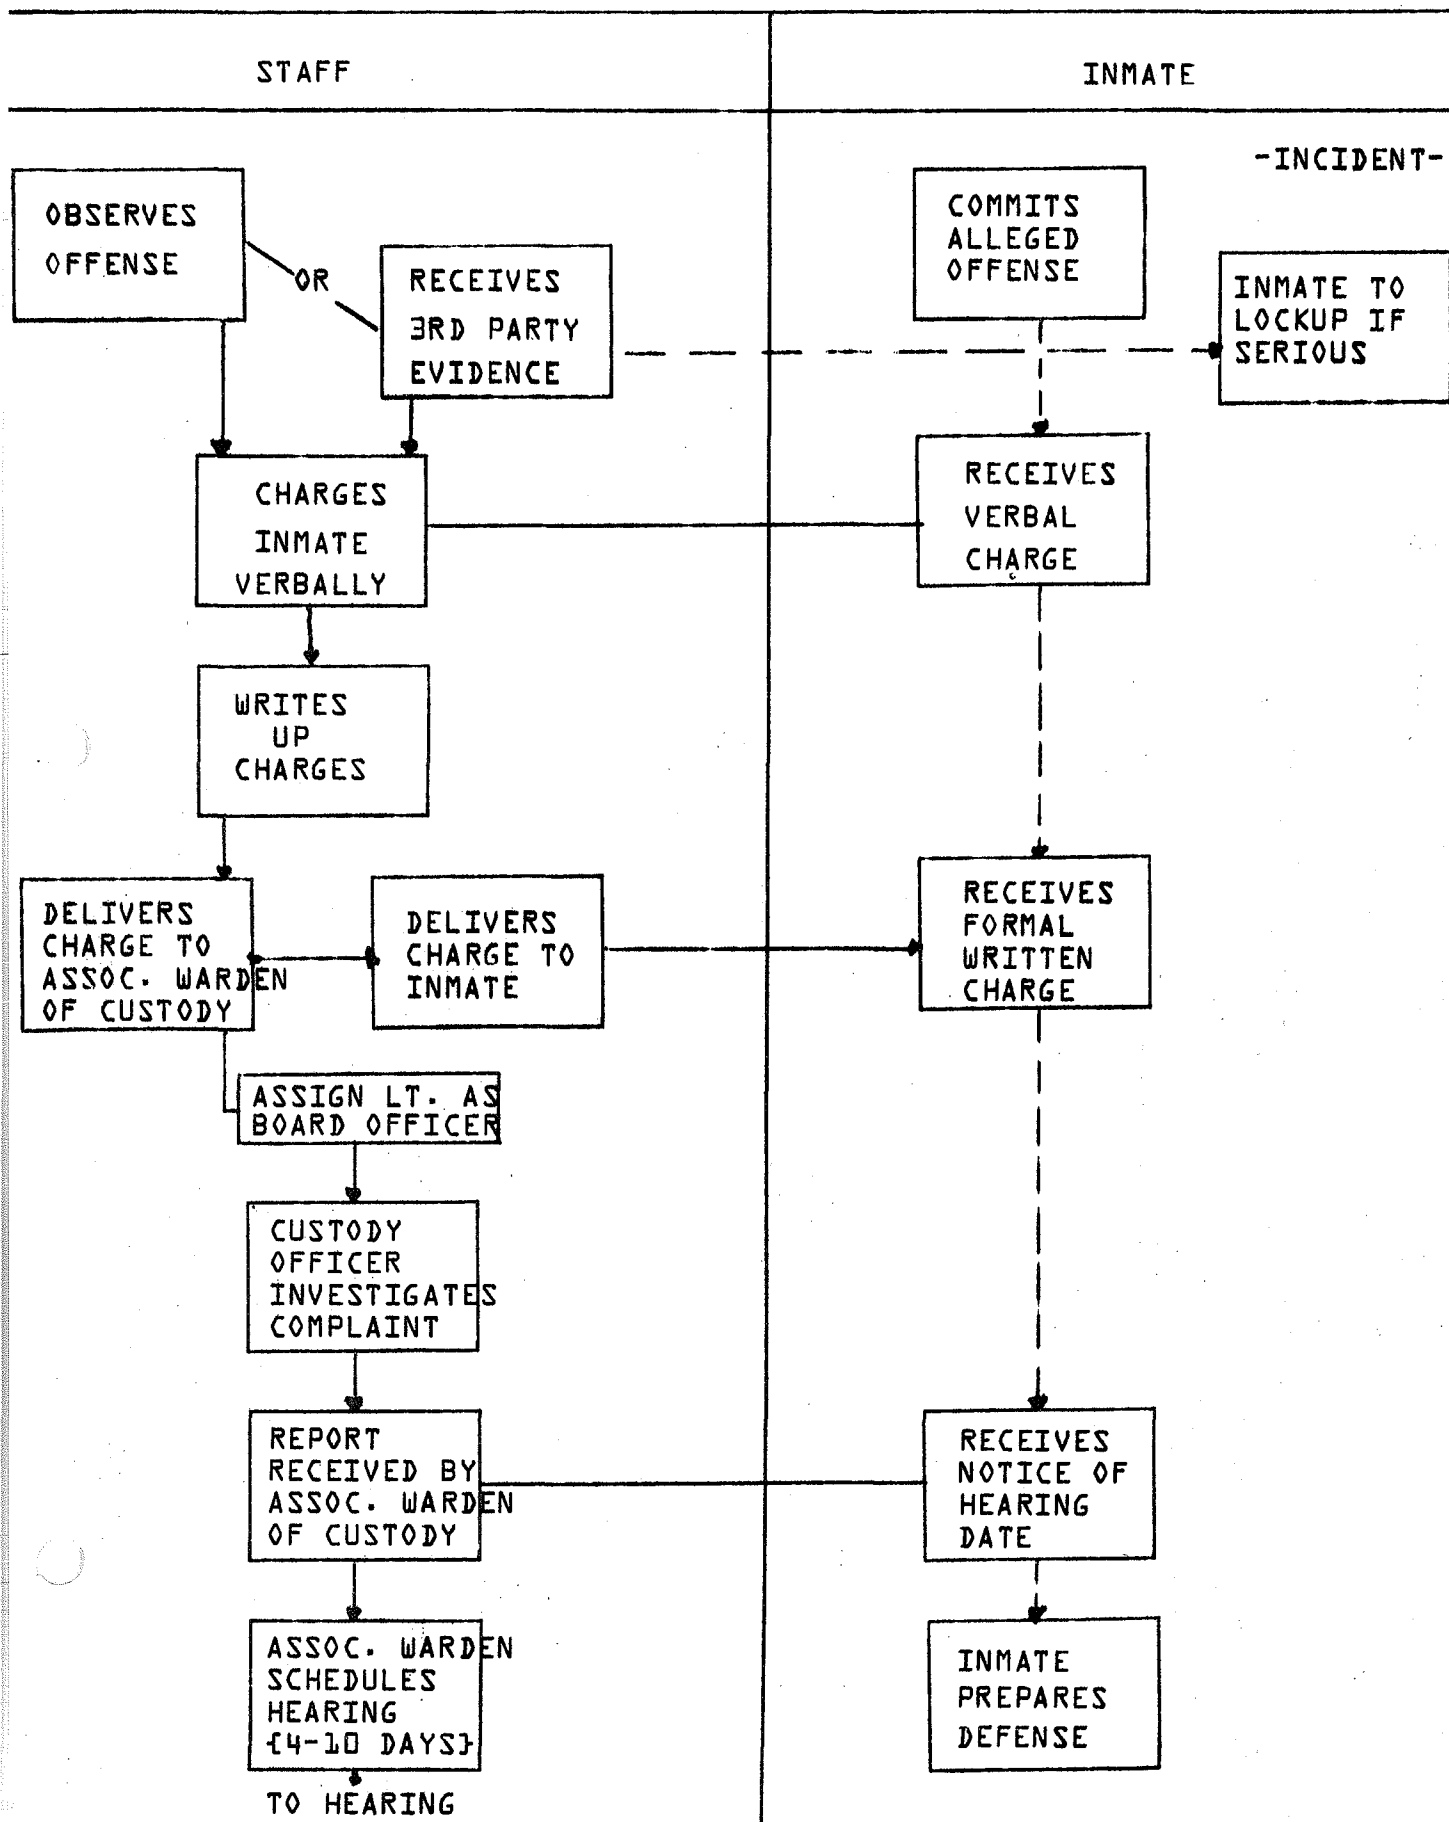 STAFF
INMATE
-INCIDENT-
OBSERVES
OFFENSE
OR
RECEIVES
3RD PARTY
EVIDENCE
COMMITS
ALLEGED
OFFENSE
INMATE TO
LOCKUP IF
SERIOUS
CHARGES
INMATE
VERBALLY
RECEIVES
VERBAL
CHARGE
WRITES
UP
CHARGES
DELIVERS
CHARGE TO
ASSOC. WARDEN
OF CUSTODY
DELIVERS
CHARGE TO
INMATE
RECEIVES
FORMAL
WRITTEN
CHARGE
ASSIGN LT. AS
BOARD OFFICER
CUSTODY
OFFICER
INVESTIGATES
COMPLAINT
REPORT
RECEIVED BY
ASSOC. WARDEN
OF CUSTODY
RECEIVES
NOTICE OF
HEARING
DATE
ASSOC. WARDEN
SCHEDULES
HEARING
{4-10 DAYS}
INMATE
PREPARES
DEFENSE
TO HEARING